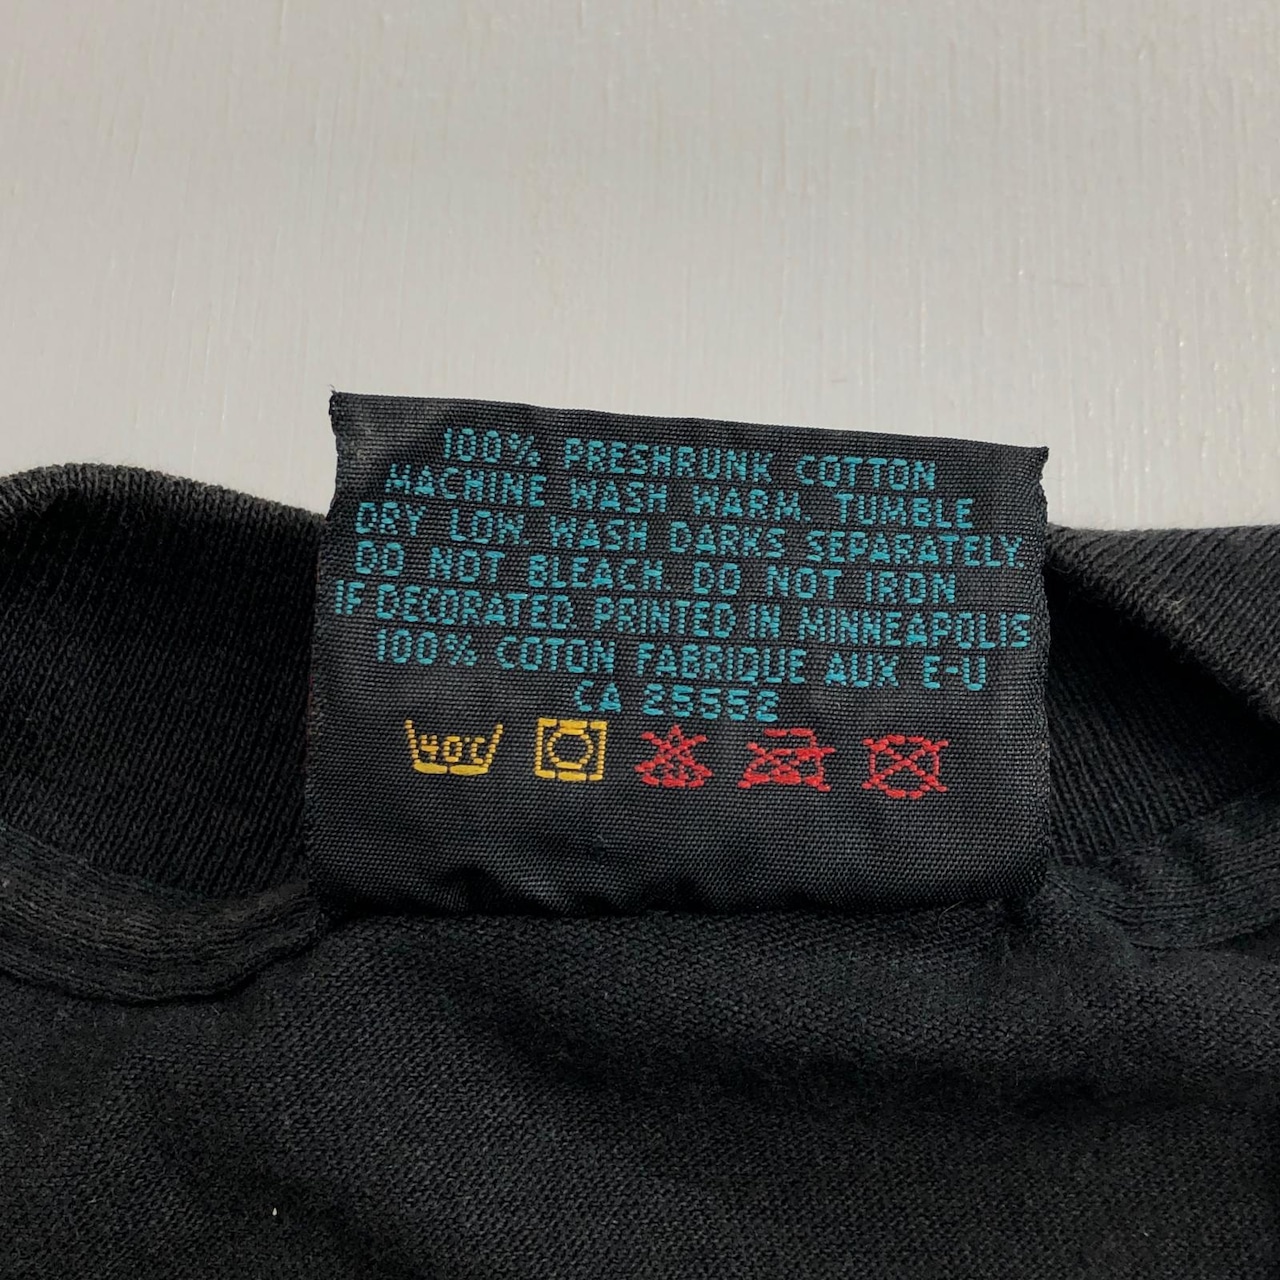 100% PRESHRUNK COTTON
MACHINE WASH WARM. TUMBLE
DRY LOW. WASH DARKS SEPARATELY
DO NOT BLEACH. DO NOT IRON
IF DECORATED, PRINTED IN MINNEAPOLIS
100% COTON FABRIQUE AUX E-U
CA 25552
40°C